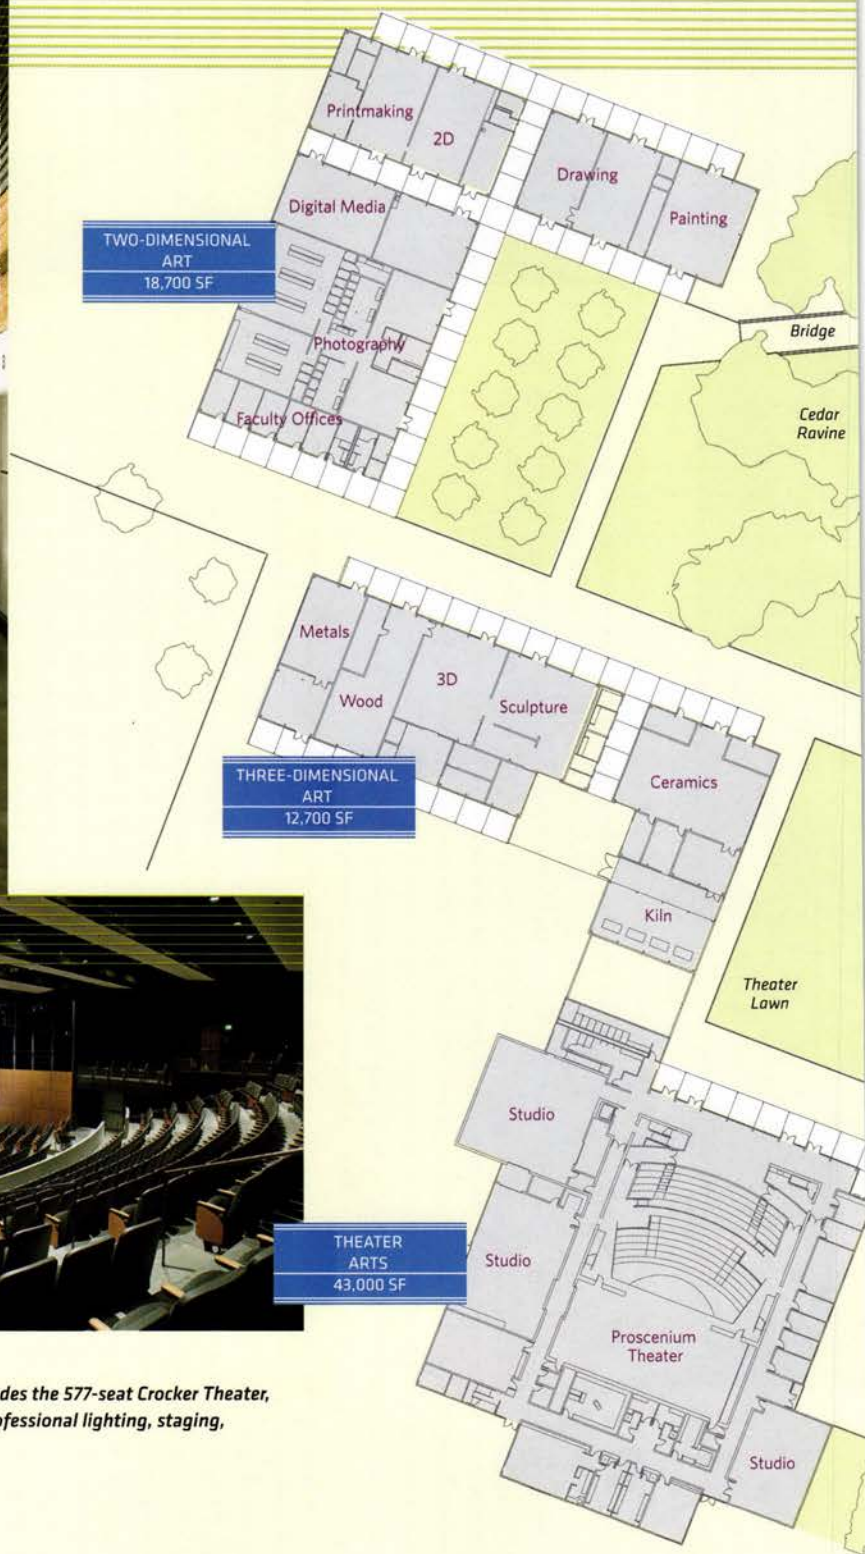 Printmaking
2D
Drawing
Painting
Digital Media
TWO-DIMENSIONAL
ART
18,700 SF
Photography
Faculty Offices
Bridge
Cedar
Ravine
Metals
Wood
3D
Sculpture
Ceramics
THREE-DIMENSIONAL
ART
12,700 SF
Kiln
Theater
Lawn
Studio
Studio
THEATER
ARTS
43,000 SF
Proscenium
Theater
Studio
des the 577-seat Crocker Theater,
ofessional lighting, staging,